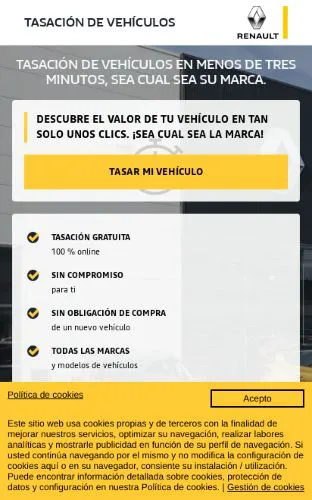 TASACIÓN DE VEHÍCULOS
RENAULT
TASACIÓN DE VEHÍCULOS EN MENOS DE TRES
MINUTOS, SEA CUAL SEA SU MARCA.
DESCUBRE EL VALOR DE TU VEHÍCULO EN TAN
SOLO UNOS CLICS. ¡SEA CUAL SEA LA MARCA!
TASAR MI VEHÍCULO
TASACIÓN GRATUITA
100 % online
SIN COMPROMISO
para ti
SIN OBLIGACIÓN DE COMPRA
de un nuevo vehículo
TODAS LAS MARCAS
y modelos de vehículos
Política de cookies
Acepto
Este sitio web usa cookies propias y de terceros con la finalidad de
mejorar nuestros servicios, optimizar su navegación, realizar labores
analíticas y mostrarle publicidad en función de su perfil de navegación. Si
usted continúa navegando por el mismo y no modifica la configuración de
cookies aquí o en su navegador, consiente su instalación / utilización.
Puede encontrar información detallada sobre cookies, protección de
datos y configuración en nuestra Política de cookies. | Gestión de cookies